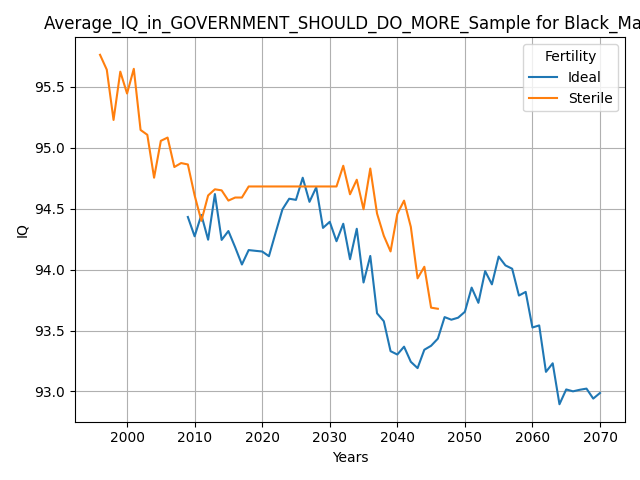 Average_IQ_in_GOVERNMENT_SHOULD_DO_MORE_Sample for Black_Ma
Fertility
Ideal
Sterile
95.5
95.0
94.5
94.0
93.5
93.0
IQ
2000 2010 2020 2030 2040 2050 2060 2070
Years